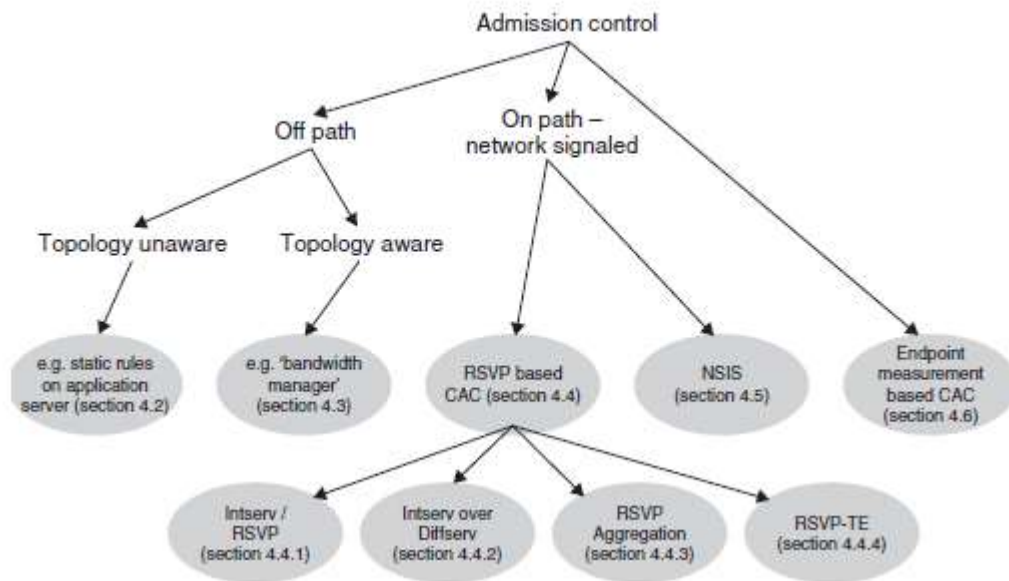 Admission control
Off path
On path –
network signaled
Topology unaware
Topology aware
e.g. static rules
on application
server (section 4.2)
e.g. 'bandwidth
manager'
(section 4.3)
RSVP based
CAC (section 4.4)
NSIS
(section 4.5)
Endpoint
measurement
based CAC
(section 4.6)
Intserv /
RSVP
(section 4.4.1)
Intserv over
Diffserv
(section 4.4.2)
RSVP
Aggregation
(section 4.4.3)
RSVP-TE
(section 4.4.4)